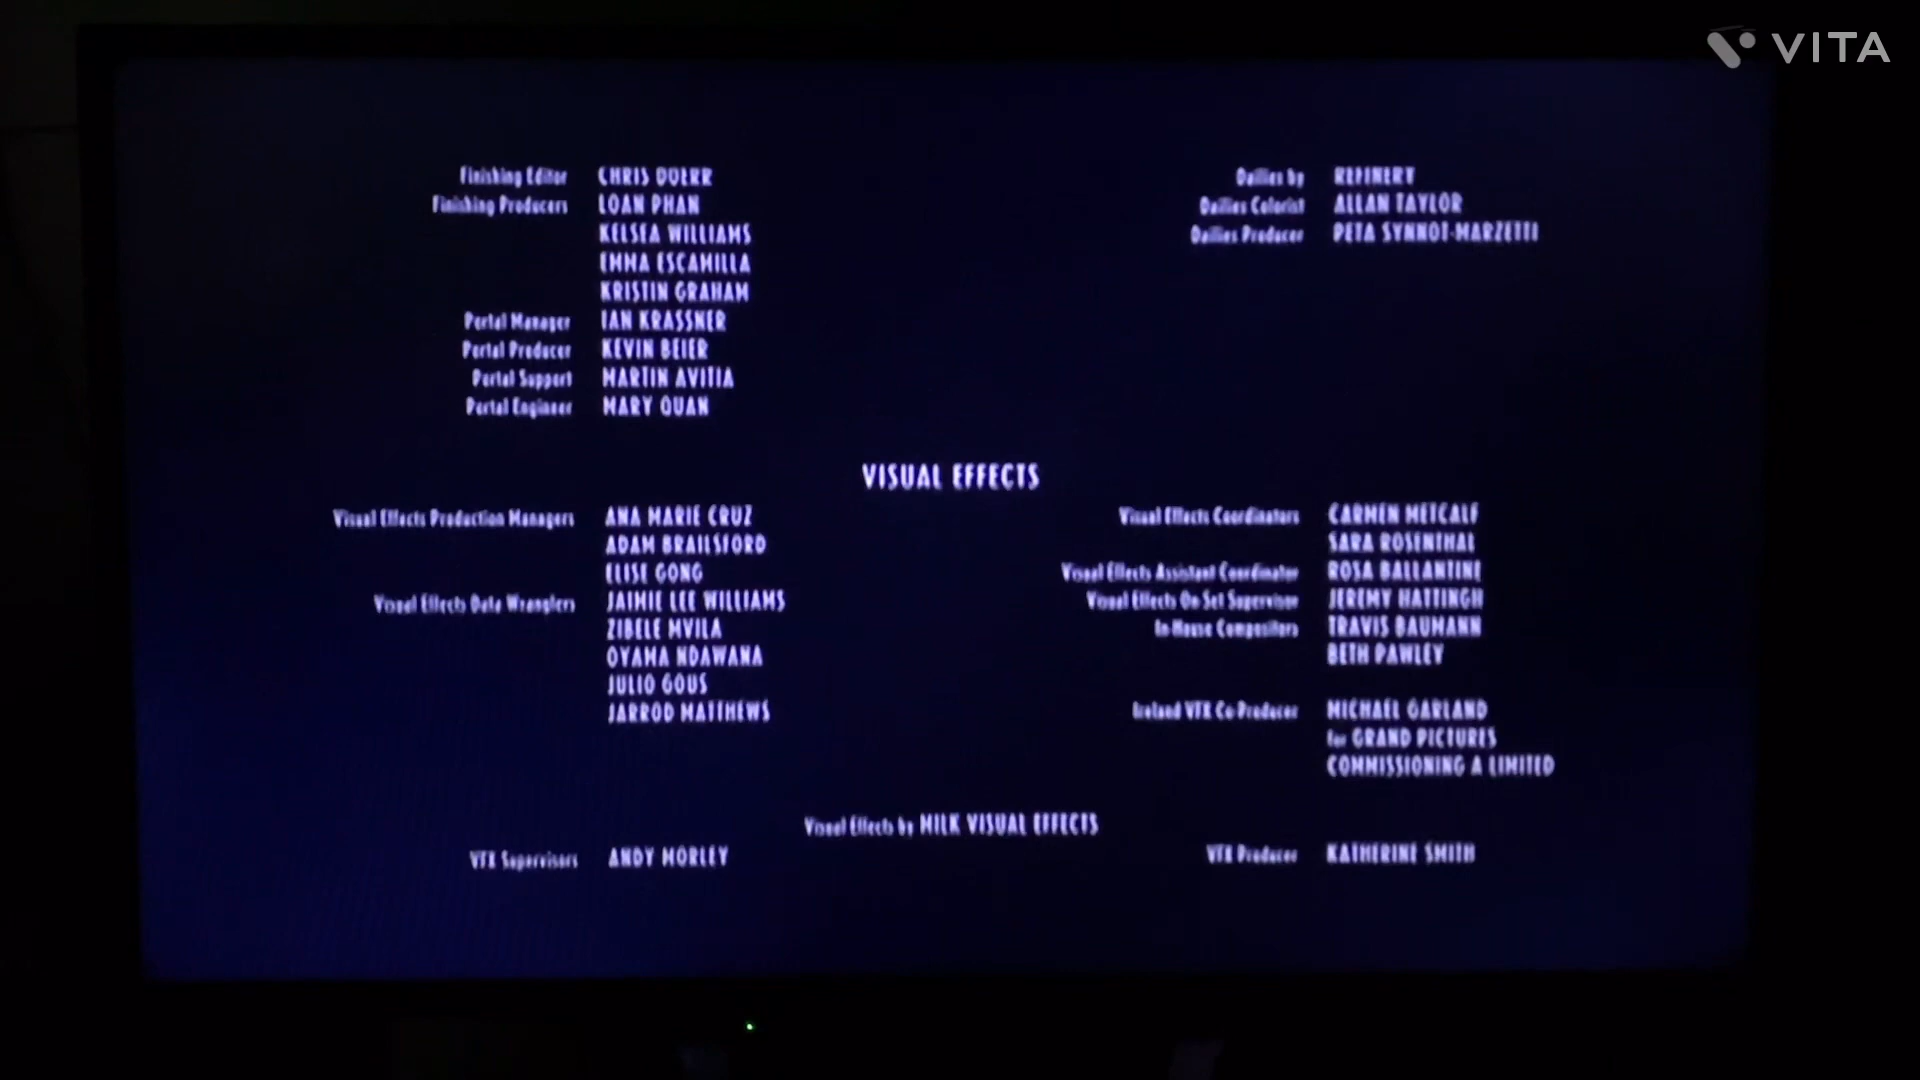 VITA
Finishing Editor CHRIS DOERR
Finishing Producers LOAN PHAN
KELSEA WILLIAMS
EMMA ESCAMILLA
KRISTIN GRAHAM
Portal Manager IAN KRASSNER
Portal Producer KEVIN BEIER
Portal Support MARTIN AVITIA
Portal Engineer MARY QUAN
Dailies by REFINERY
Dailies Colorist ALLAN TAYLOR
Dailies Producer PETA SYNNOT-MARZETTI
VISUAL EFFECTS
Visual Effects Production Managers ANA MARIE CRUZ
ADAM BRAILSFORD
ELISE GONG
Visual Effects Data Wranglers JAIMIE LEE WILLIAMS
ZIBELE MVILA
OYAMA NDAWANA
JULIO GOUS
JARROD MATTHEWS
Visual Effects Coordinators CARMEN METCALF
SARA ROSENTHAL
Visual Effects Assistant Coordinator ROSA BALLANTINE
Visual Effects On Set Supervisor JEREMY HATTINGH
In-House Compositors TRAVIS BAUMANN
BETH PAWLEY
Ireland VFX Co-Producer MICHAEL GARLAND
for GRAND PICTURES
COMMISSIONING A LIMITED
Visual Effects by MILK VISUAL EFFECTS
VFX Supervisors ANDY MORLEY
VFX Producer KATHERINE SMITH